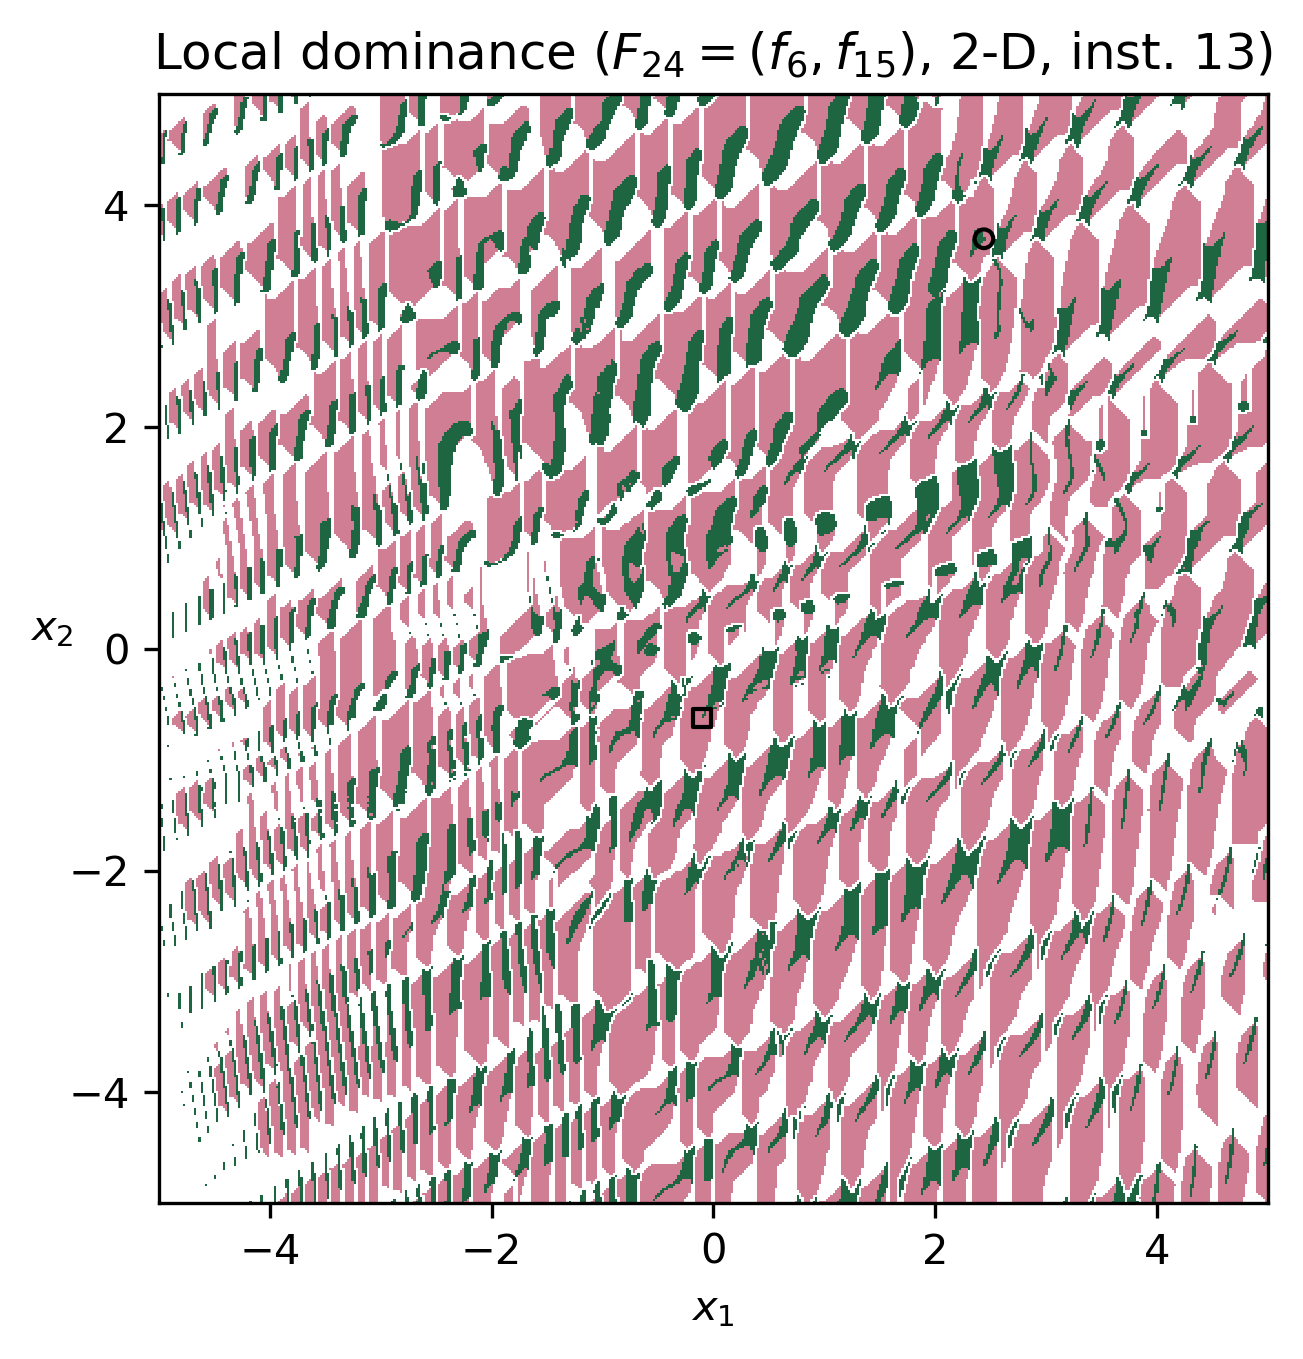 Local dominance (F₂₄ = (f₆, f₁₅), 2-D, inst. 13)
4
2
0
−2
−4
x₂
−4 −2 0 2 4
x₁